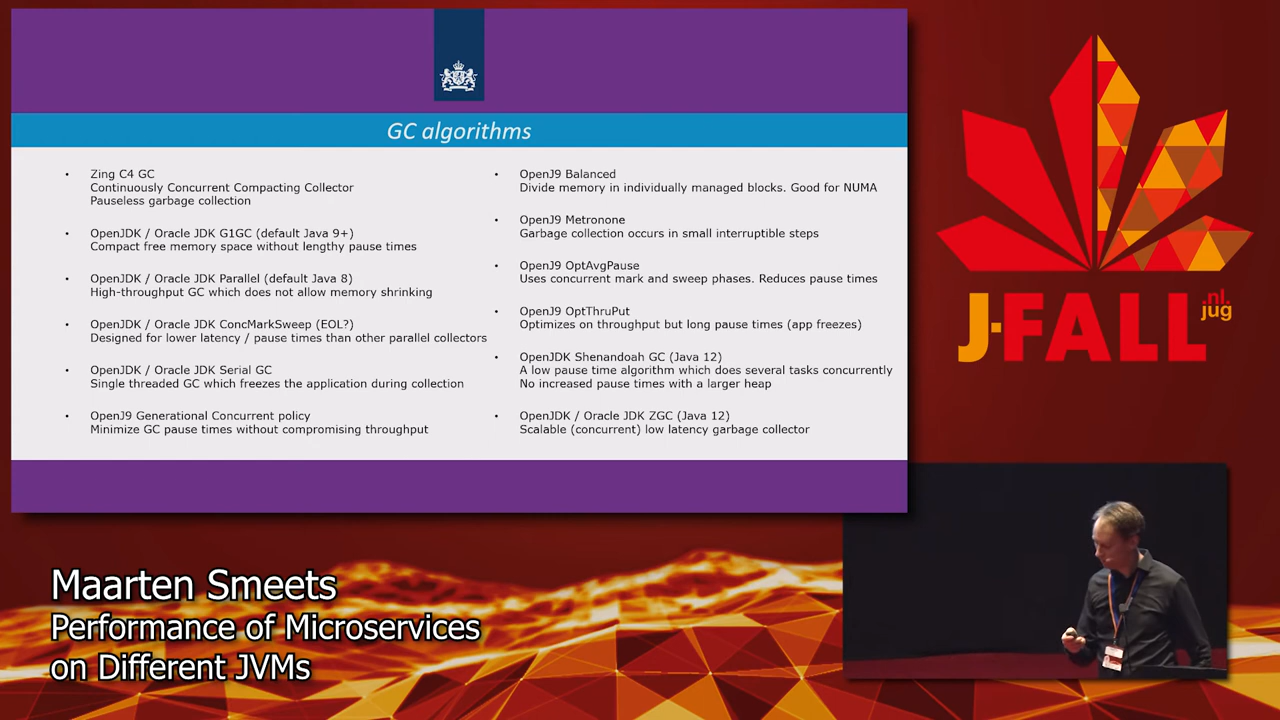 GC algorithms
• Zing C4 GC
Continuously Concurrent Compacting Collector
Pauseless garbage collection
• OpenJDK / Oracle JDK G1GC (default Java 9+)
Compact free memory space without lengthy pause times
• OpenJDK / Oracle JDK Parallel (default Java 8)
High-throughput GC which does not allow memory shrinking
• OpenJDK / Oracle JDK ConcMarkSweep (EOL?)
Designed for lower latency / pause times than other parallel collectors
• OpenJDK / Oracle JDK Serial GC
Single threaded GC which freezes the application during collection
• OpenJ9 Generational Concurrent policy
Minimize GC pause times without compromising throughput
• OpenJ9 Balanced
Divide memory in individually managed blocks. Good for NUMA
• OpenJ9 Metronone
Garbage collection occurs in small interruptible steps
• OpenJ9 OptAvgPause
Uses concurrent mark and sweep phases. Reduces pause times
• OpenJ9 OptThruPut
Optimizes on throughput but long pause times (app freezes)
• OpenJDK Shenandoah GC (Java 12)
A low pause time algorithm which does several tasks concurrently
No increased pause times with a larger heap
• OpenJDK / Oracle JDK ZGC (Java 12)
Scalable (concurrent) low latency garbage collector
J-FALL
.nl
jug
Maarten Smeets
Performance of Microservices
on Different JVMs